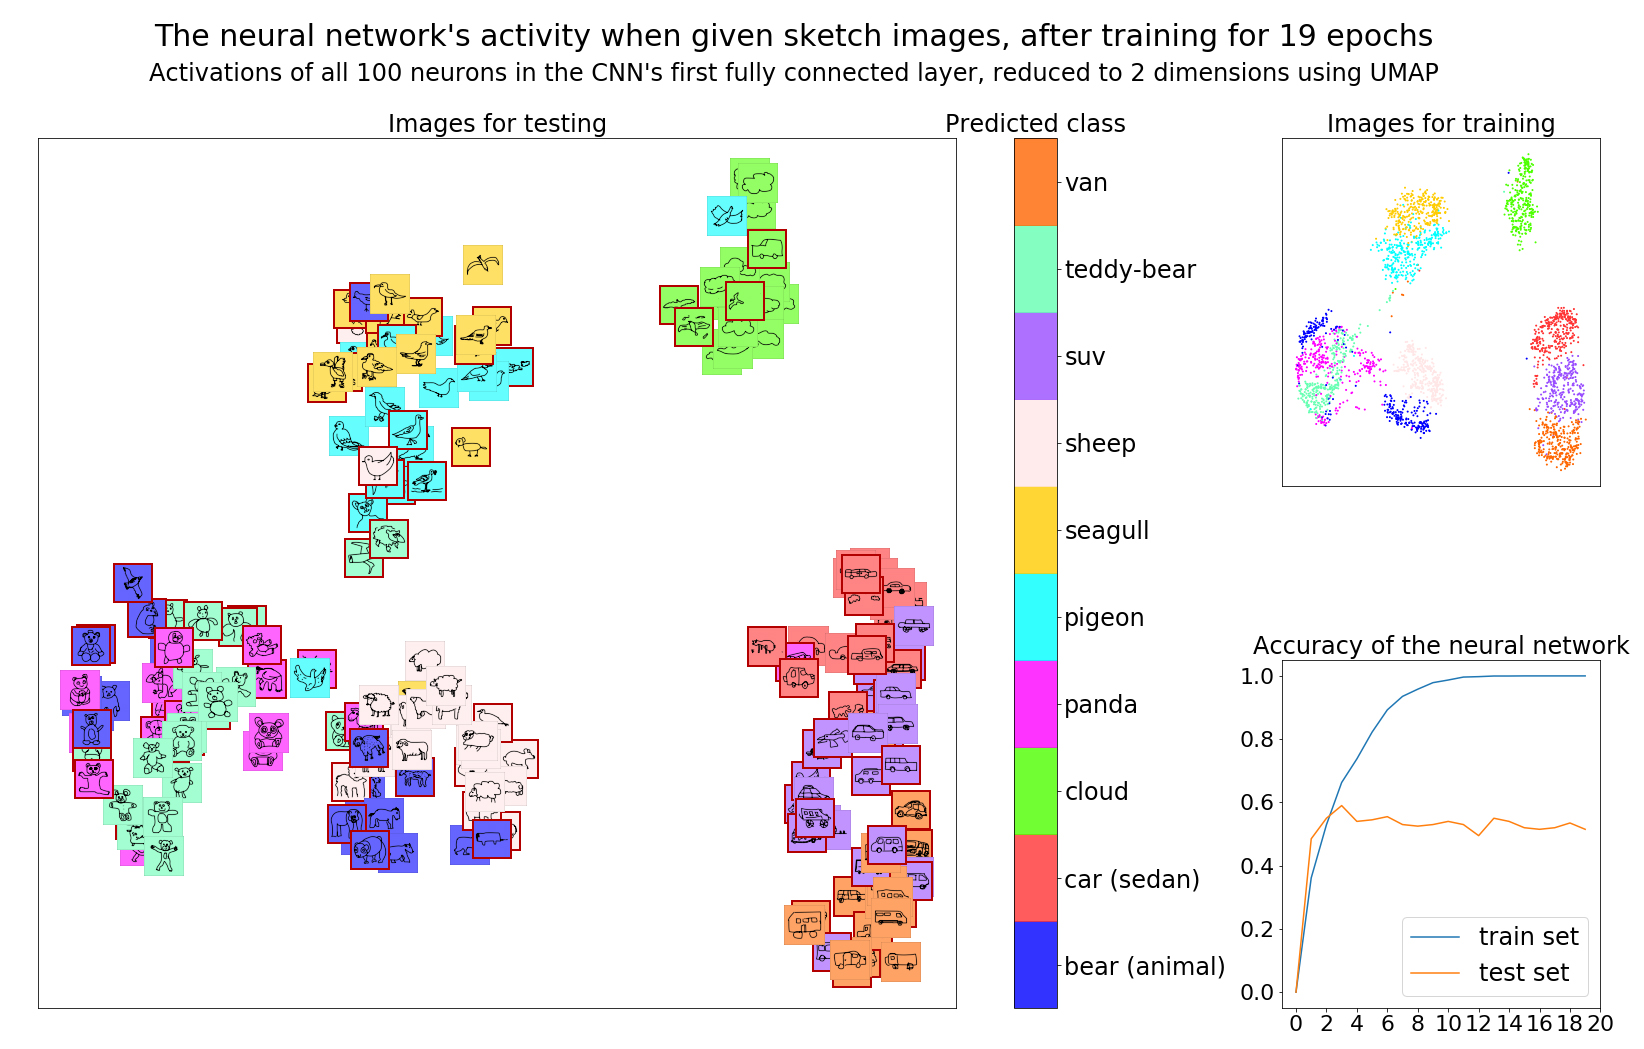 The neural network's activity when given sketch images, after training for 19 epochs
Activations of all 100 neurons in the CNN's first fully connected layer, reduced to 2 dimensions using UMAP
Images for testing
Predicted class
van
teddy-bear
suv
sheep
seagull
pigeon
panda
cloud
car (sedan)
bear (animal)
Images for training
Accuracy of the neural network
1.0
0.8
0.6
0.4
0.2
0.0
train set
test set
0 2 4 6 8 10 12 14 16 18 20